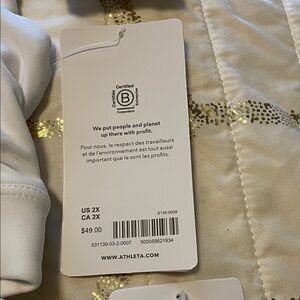 Certified
B
Corporation
We put people and planet
up there with profit.
Pour nous, le respect des travailleurs
et de l'environnement est tout aussi
important que le sont les profits.
US 2X
CA 2X
$49.00
S136-0008
531139-03-2-0007 500059821934
WWW.ATHLETA.COM